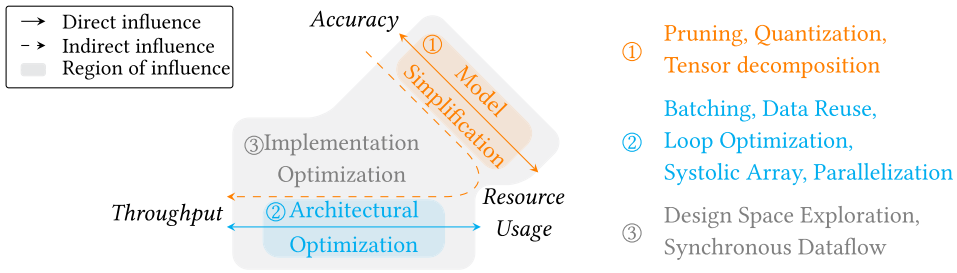 Direct influence
Indirect influence
Region of influence
Accuracy
① Model
Simplification
③Implementation
Optimization
Throughput
② Architectural
Optimization
Resource
Usage
① Pruning, Quantization,
Tensor decomposition
② Batching, Data Reuse,
Loop Optimization,
Systolic Array, Parallelization
③ Design Space Exploration,
Synchronous Dataflow